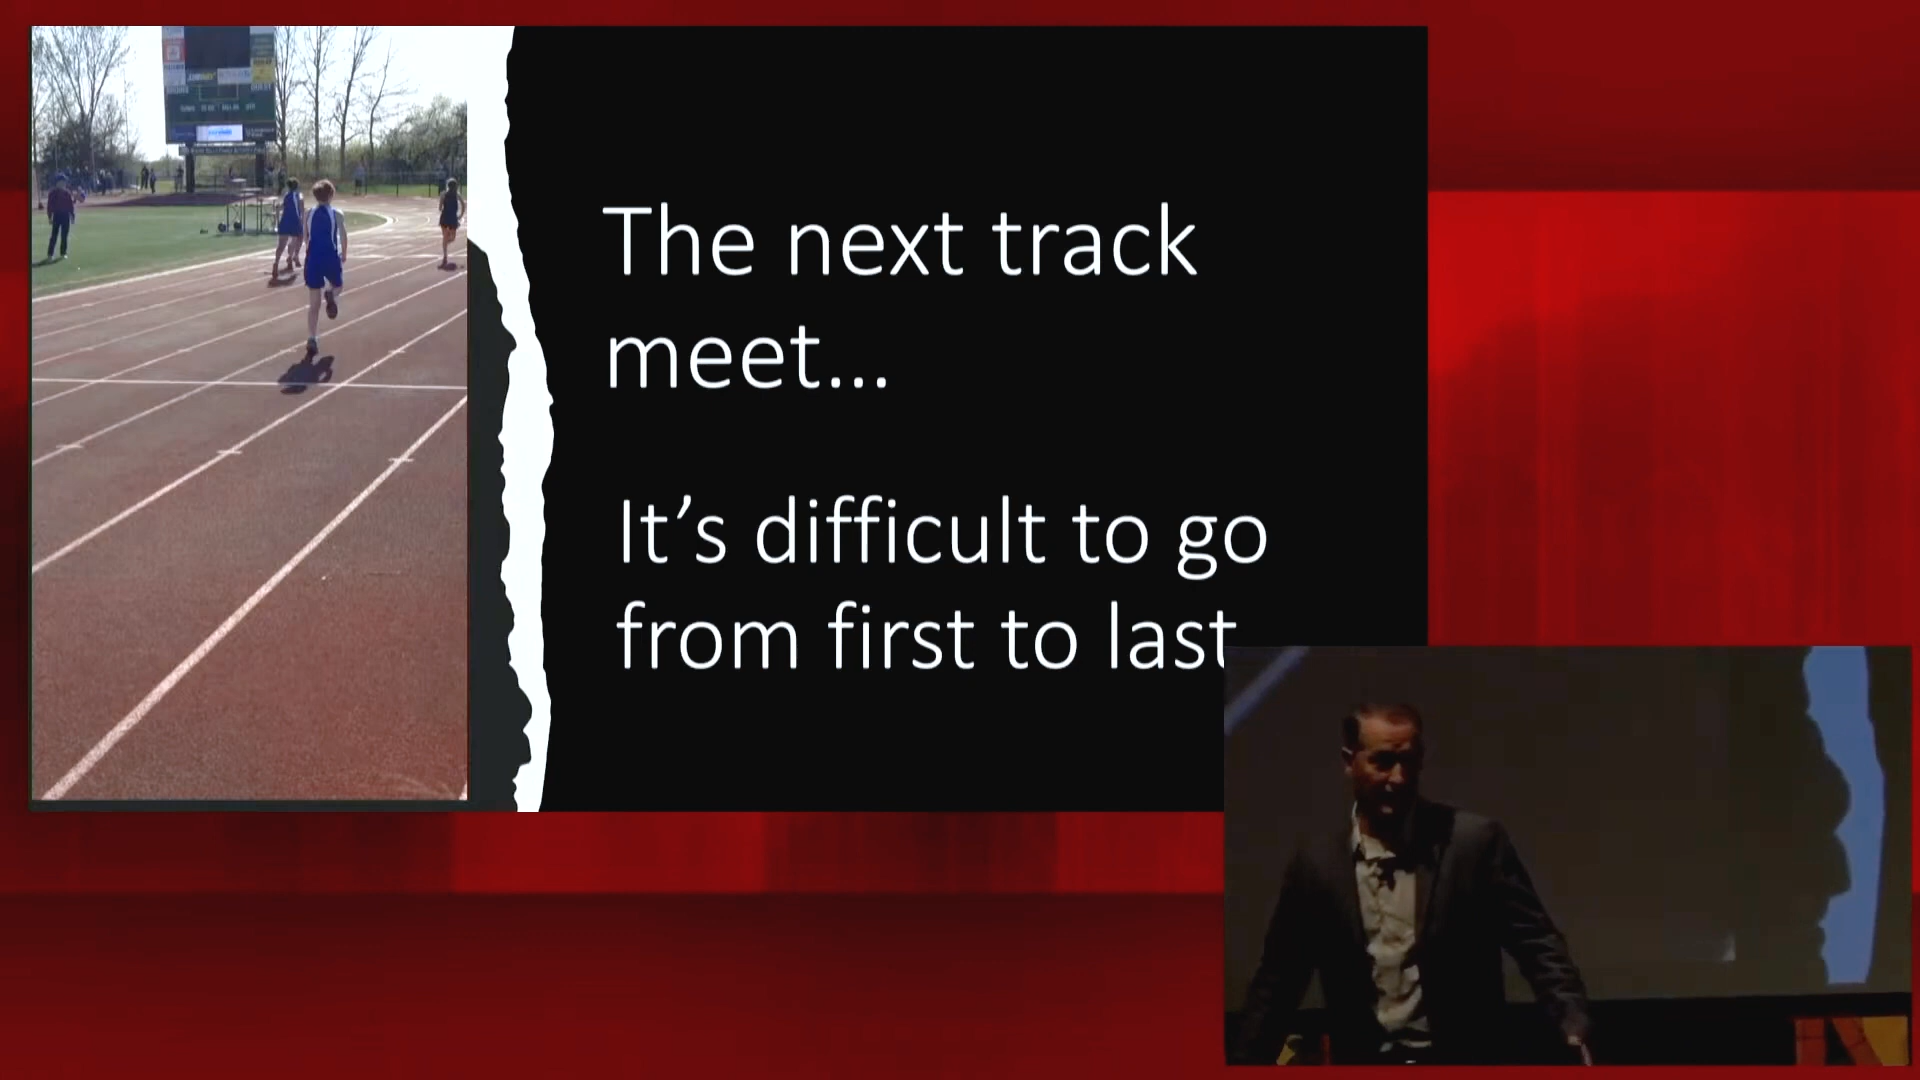 The next track
meet...
It's difficult to go
from first to last